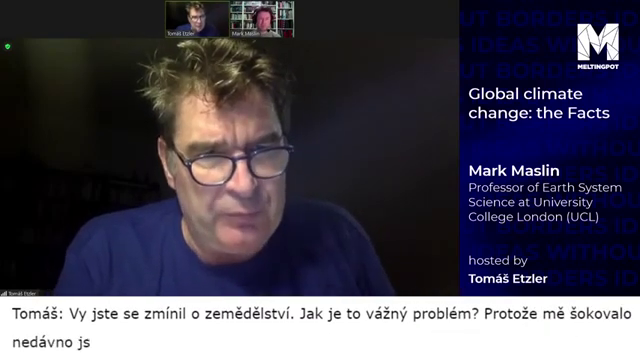 Tomáš Etzler
Mark Maslin
MELTINGPOT
Global climate
change: the Facts
Mark Maslin
Professor of Earth System
Science at University
College London (UCL)
hosted by
Tomáš Etzler
Tomáš Etzler
Tomáš: Vy jste se zmínil o zemědělství. Jak je to vážný problém? Protože mě šokovalo
nedávno js